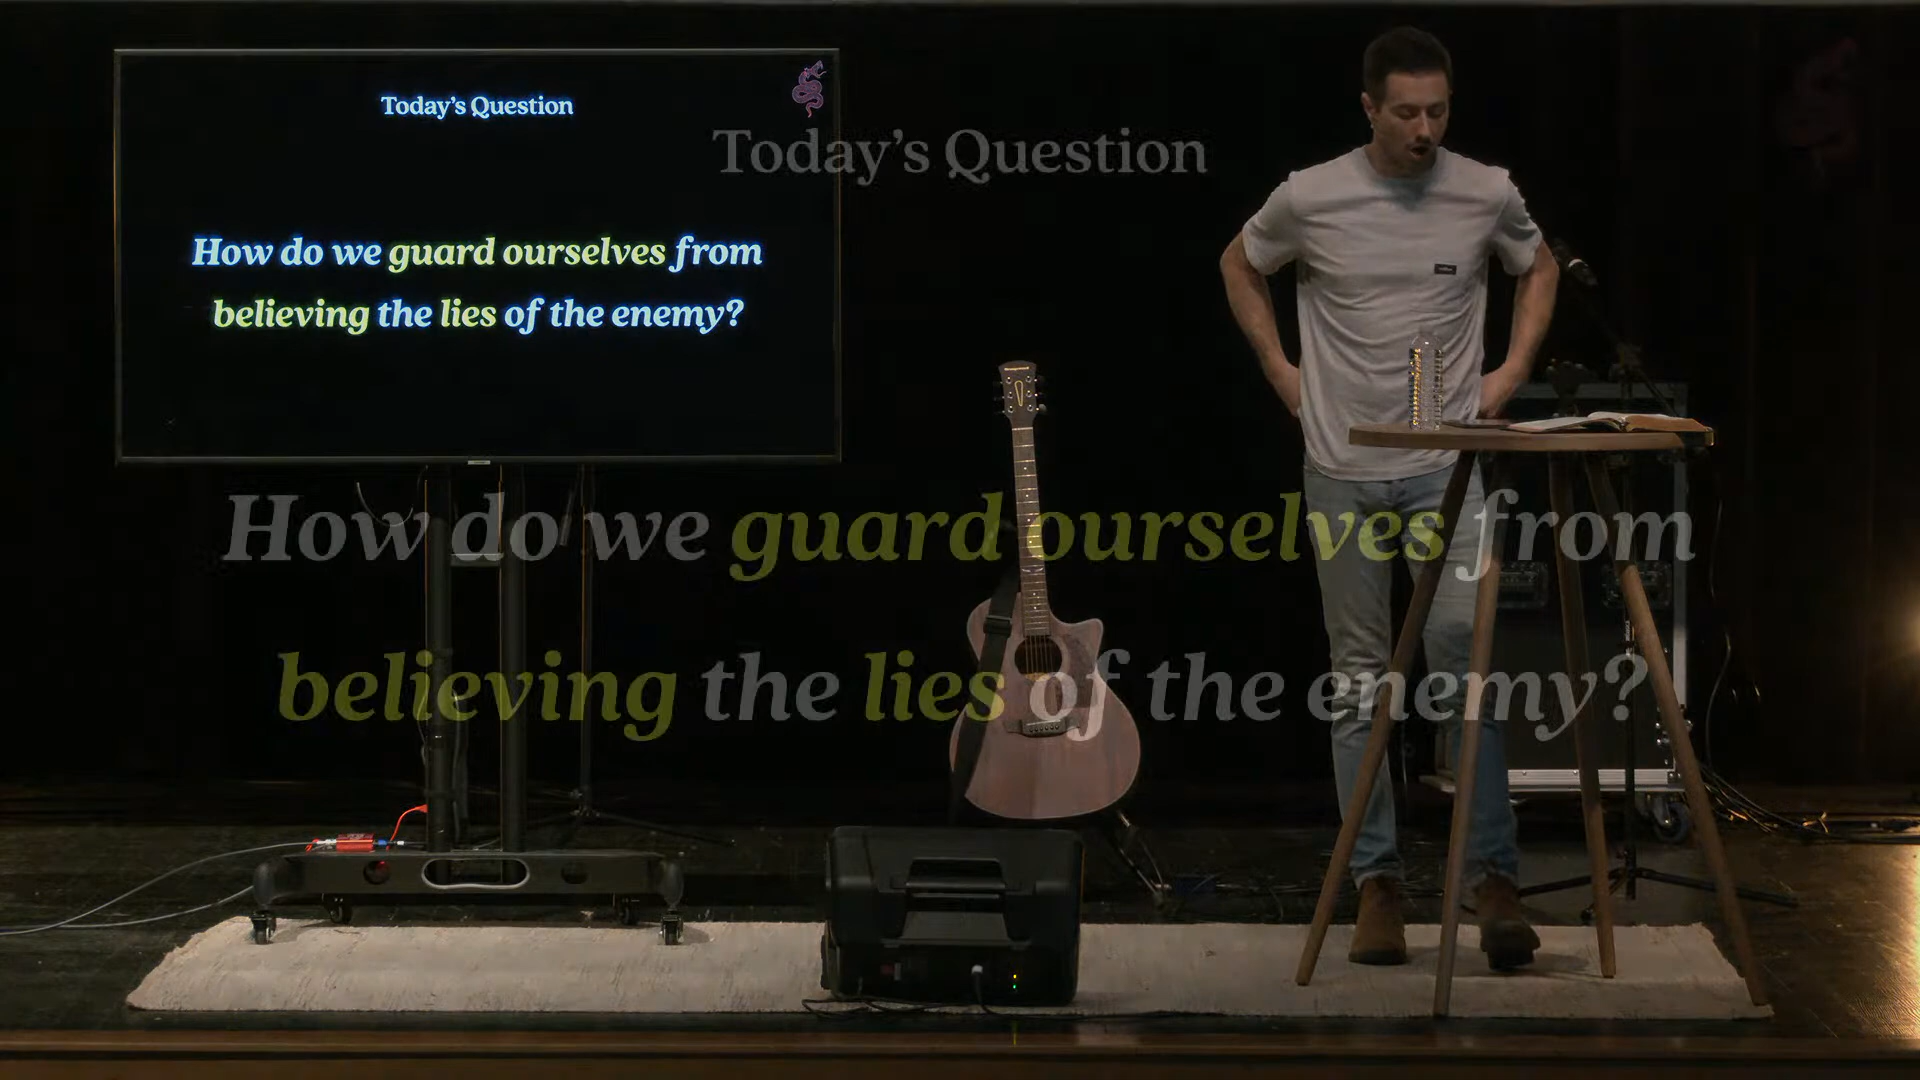 Today's Question
How do we guard ourselves from
believing the lies of the enemy?
Today's Question
How do we guard ourselves from
believing the lies of the enemy?